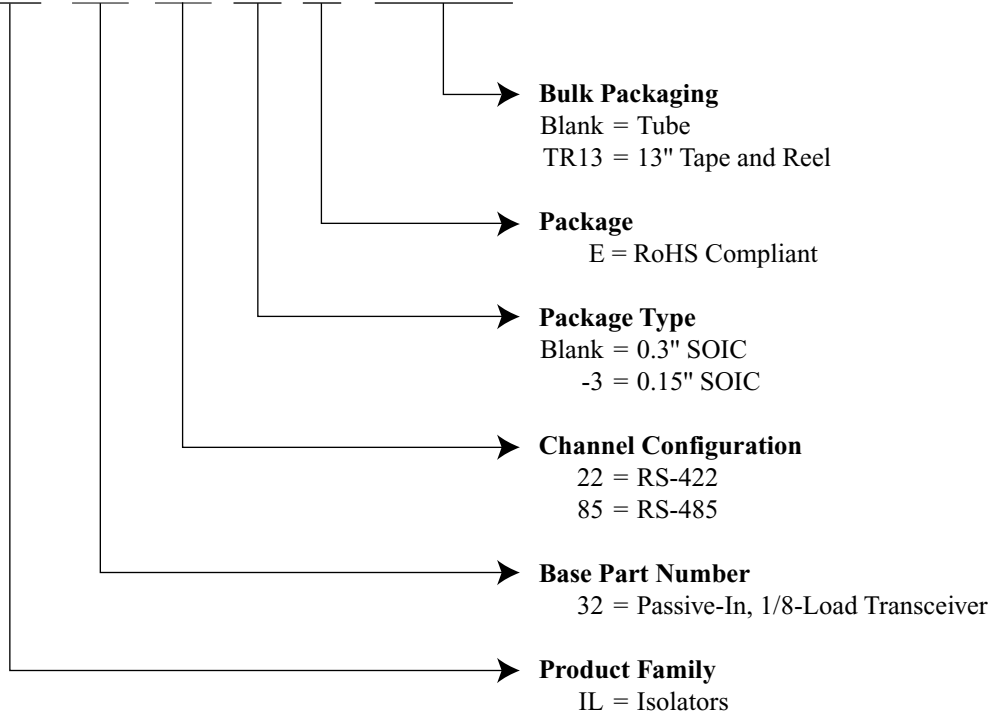 Bulk Packaging
Blank = Tube
TR13 = 13" Tape and Reel
Package
E = RoHS Compliant
Package Type
Blank = 0.3" SOIC
-3 = 0.15" SOIC
Channel Configuration
22 = RS-422
85 = RS-485
Base Part Number
32 = Passive-In, 1/8-Load Transceiver
Product Family
IL = Isolators